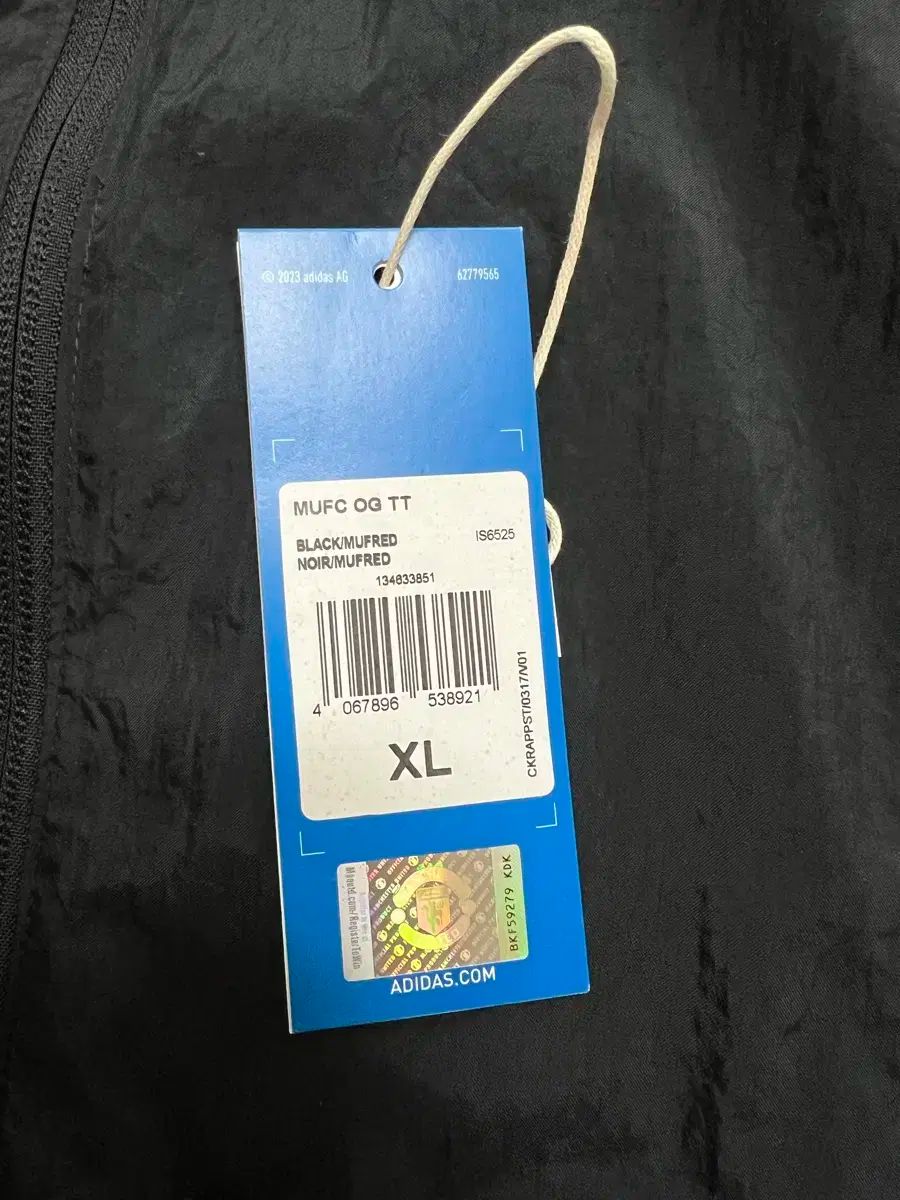 © 2023 adidas AG
62779565
MUFC OG TT
BLACK/MUFRED
IS6525
NOIR/MUFRED
134633851
4 067896 538921
XL
CKRAPPST/0317/V01
BKF59279 KDK
ADIDAS.COM